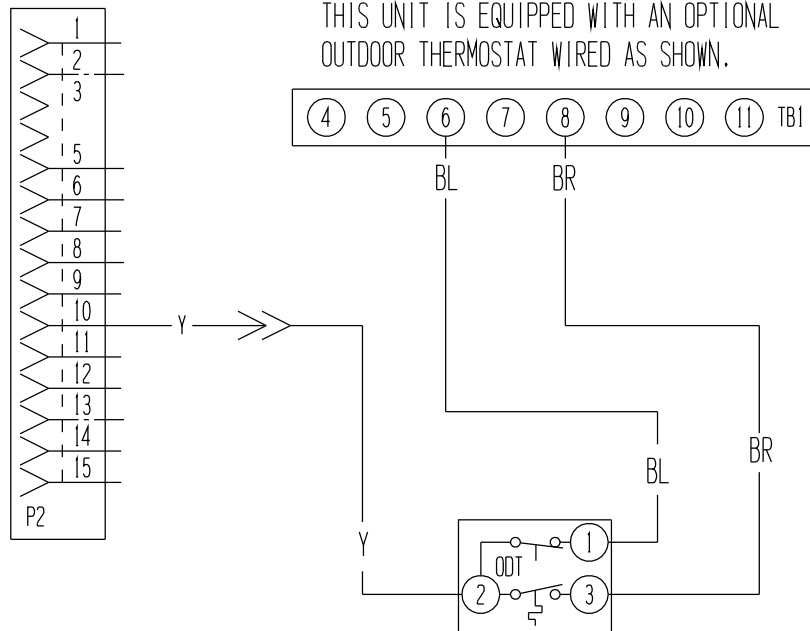 THIS UNIT IS EQUIPPED WITH AN OPTIONAL
OUTDOOR THERMOSTAT WIRED AS SHOWN.
4 5 6 7 8 9 10 11 TB1
BL BR
1
2
3
5
6
7
8
9
10 Y
11
12
13
14
15
P2
BR
BL
Y
1
ODT
2 3